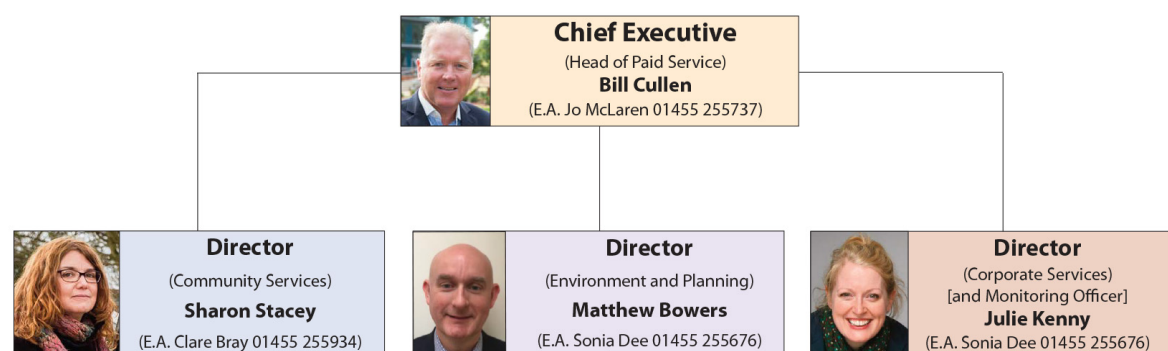 Chief Executive
(Head of Paid Service)
Bill Cullen
(E.A. Jo McLaren 01455 255737)
Director
(Community Services)
Sharon Stacey
(E.A. Clare Bray 01455 255934)
Director
(Environment and Planning)
Matthew Bowers
(E.A. Sonia Dee 01455 255676)
Director
(Corporate Services)
[and Monitoring Officer]
Julie Kenny
(E.A. Sonia Dee 01455 255676)